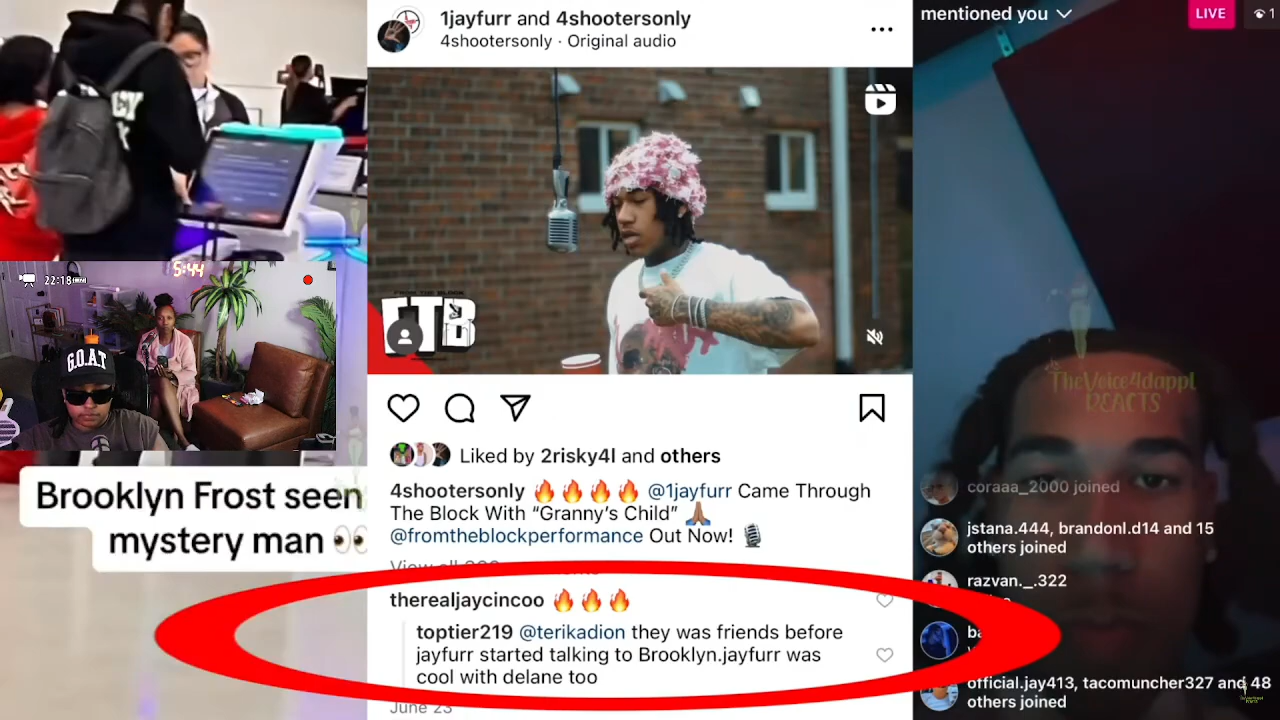 22:18
5:44
G.O.A.T
Brooklyn Frost seen
mystery man 👀
1jayfurr and 4shootersonly
4shootersonly · Original audio
Liked by 2risky4l and others
4shootersonly 🔥🔥🔥🔥 @1jayfurr Came Through
The Block With “Granny’s Child” 🙏🏽
@fromtheblockperformance Out Now! 🎙️
View all
therealjaycincoo 🔥🔥🔥
toptier219 @terikadion they was friends before
jayfurr started talking to Brooklyn.jayfurr was
cool with delane too
June 23
mentioned you
LIVE
1
TheVoice4dappL
REACTS
coraaa_2000 joined
jstana.444, brandonl.d14 and 15
others joined
razvan._.322
official.jay413, tacomuncher327 and 48
others joined